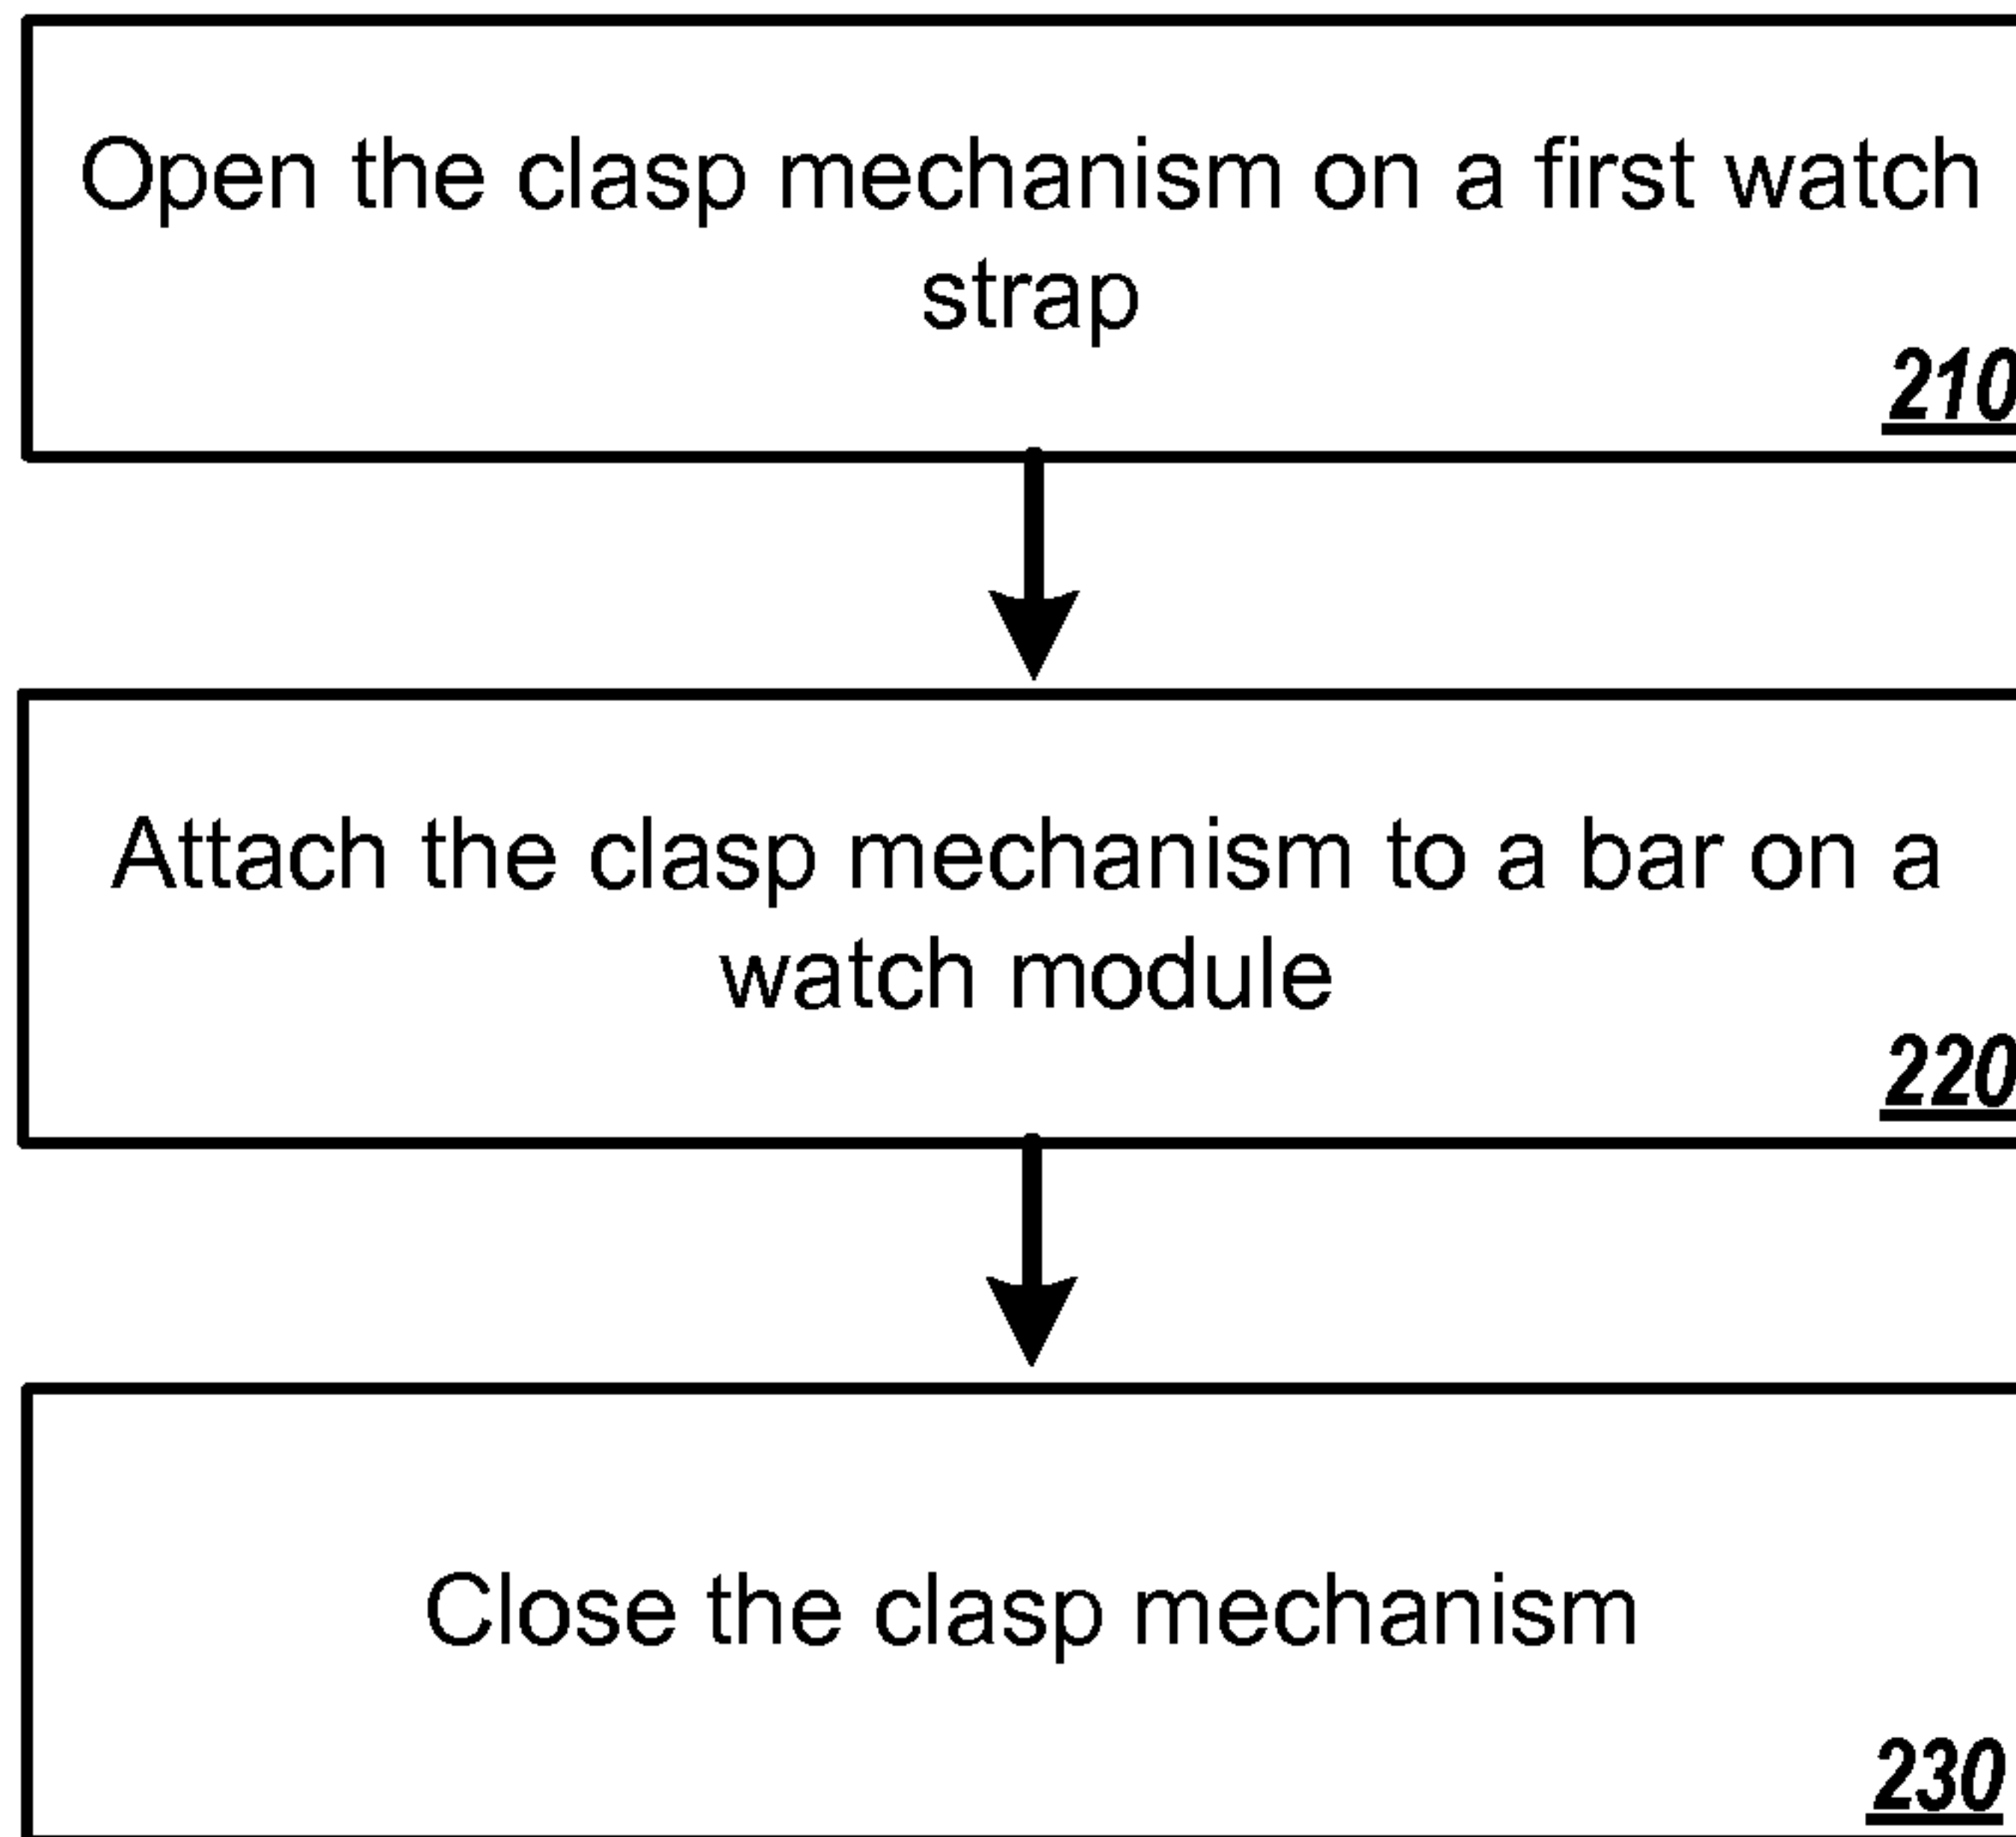 Open the clasp mechanism on a first watch
strap
210
Attach the clasp mechanism to a bar on a
watch module
220
Close the clasp mechanism
230